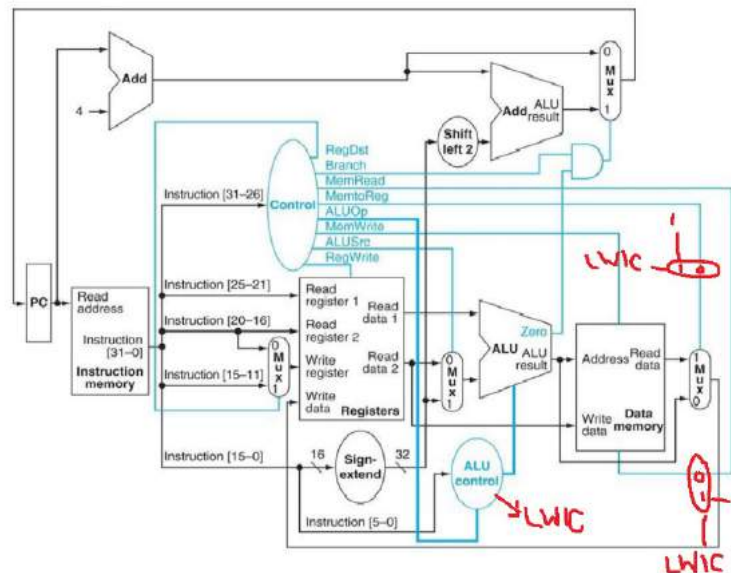 0
M
u
x
1
Add
4
Add ALU
result
Shift
left 2
RegDst
Branch
MemRead
MemtoReg
ALUOp
MemWrite
ALUSrc
RegWrite
Control
Instruction [31–26]
1
LWIC 1 0
PC
Read
address
Instruction
[31–0]
Instruction
memory
Instruction [25–21]
Instruction [20–16]
Instruction [15–11]
0
M
u
x
1
Read
register 1
Read
data 1
Read
register 2
Write
register
Read
data 2
Write
data
Registers
0
M
u
x
1
Zero
ALU ALU
result
Address
Read
data
Write
data
Data
memory
1
M
u
x
0
Instruction [15–0]
16
Sign-
extend
32
ALU
control
Instruction [5–0]
LWIC
0
1
LWIC